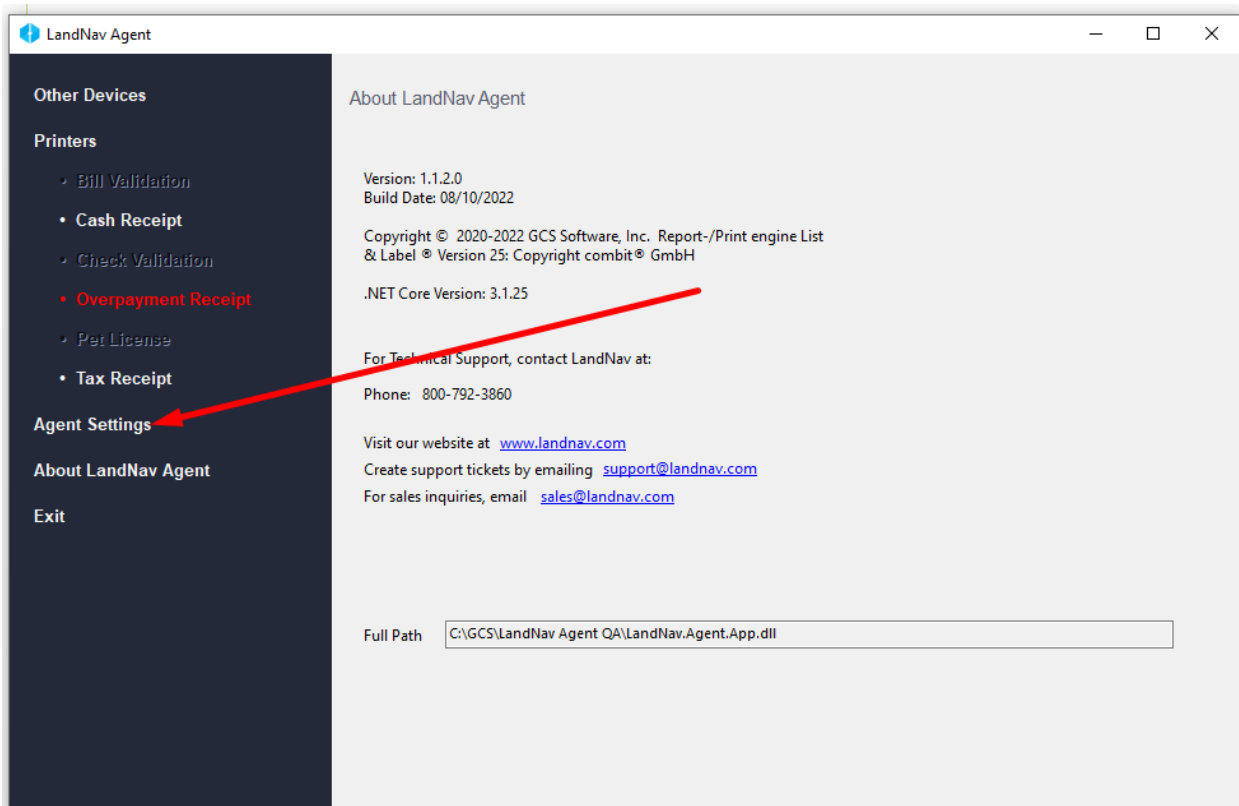 LandNav Agent
Other Devices
Printers
• Bill Validation
• Cash Receipt
• Check Validation
• Overpayment Receipt
• Pet License
• Tax Receipt
Agent Settings
About LandNav Agent
Exit
About LandNav Agent
Version: 1.1.2.0
Build Date: 08/10/2022
Copyright © 2020-2022 GCS Software, Inc. Report-/Print engine List
& Label ® Version 25: Copyright combit® GmbH
.NET Core Version: 3.1.25
For Technical Support, contact LandNav at:
Phone: 800-792-3860
Visit our website at www.landnav.com
Create support tickets by emailing support@landnav.com
For sales inquiries, email sales@landnav.com
Full Path C:\GCS\LandNav Agent QA\LandNav.Agent.App.dll